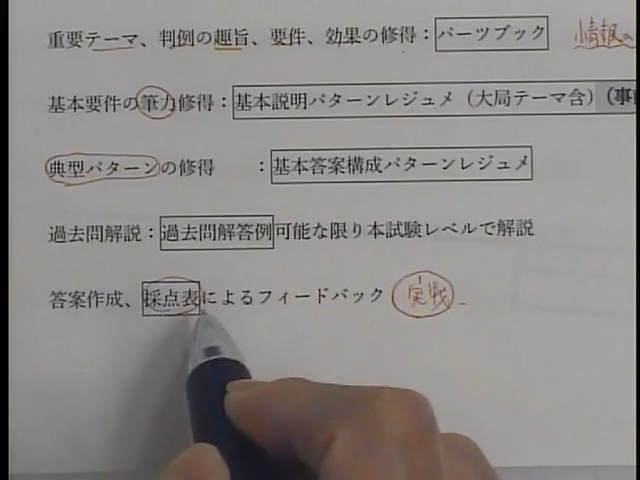 重要テーマ、判例の趣旨、要件、効果の修得：パーツブック 情報の
基本要件の筆力修得：基本説明パターンレジュメ（大局テーマ含）（事
典型パターンの修得　　：基本答案構成パターンレジュメ
過去問解説：過去問解答例可能な限り本試験レベルで解説
答案作成、採点表によるフィードバック 実戦